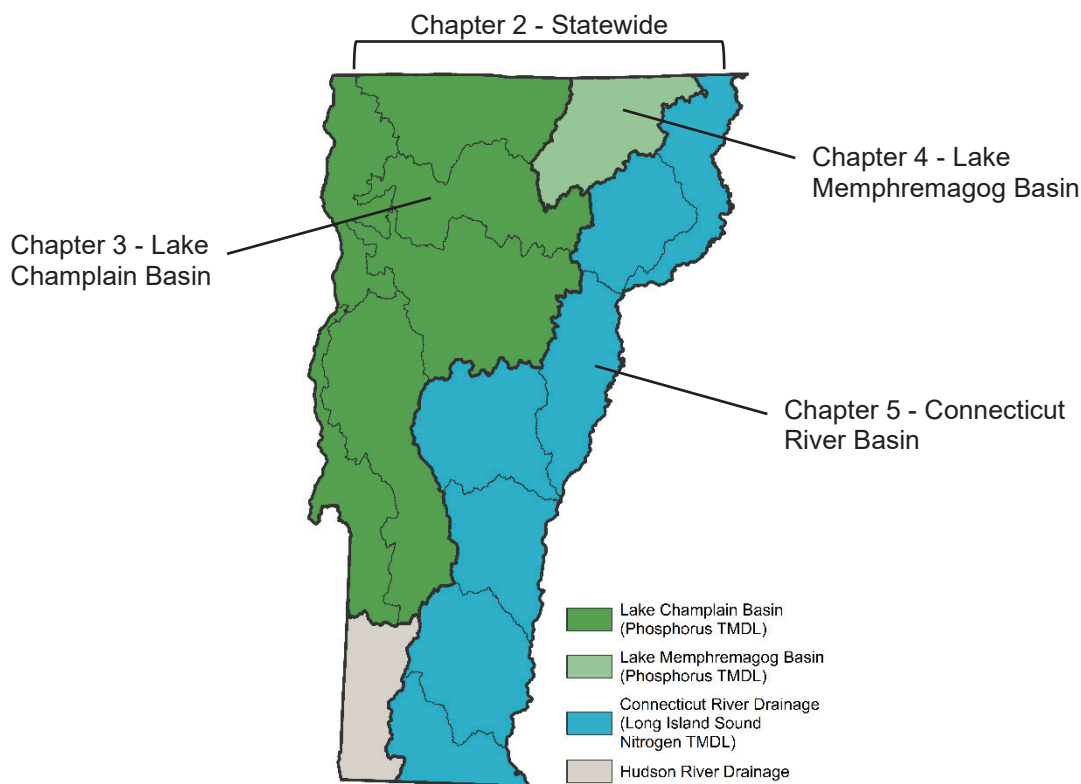 Chapter 2 - Statewide
Chapter 4 - Lake
Memphremagog Basin
Chapter 3 - Lake
Champlain Basin
Chapter 5 - Connecticut
River Basin
Lake Champlain Basin
(Phosphorus TMDL)
Lake Memphremagog Basin
(Phosphorus TMDL)
Connecticut River Drainage
(Long Island Sound
Nitrogen TMDL)
Hudson River Drainage